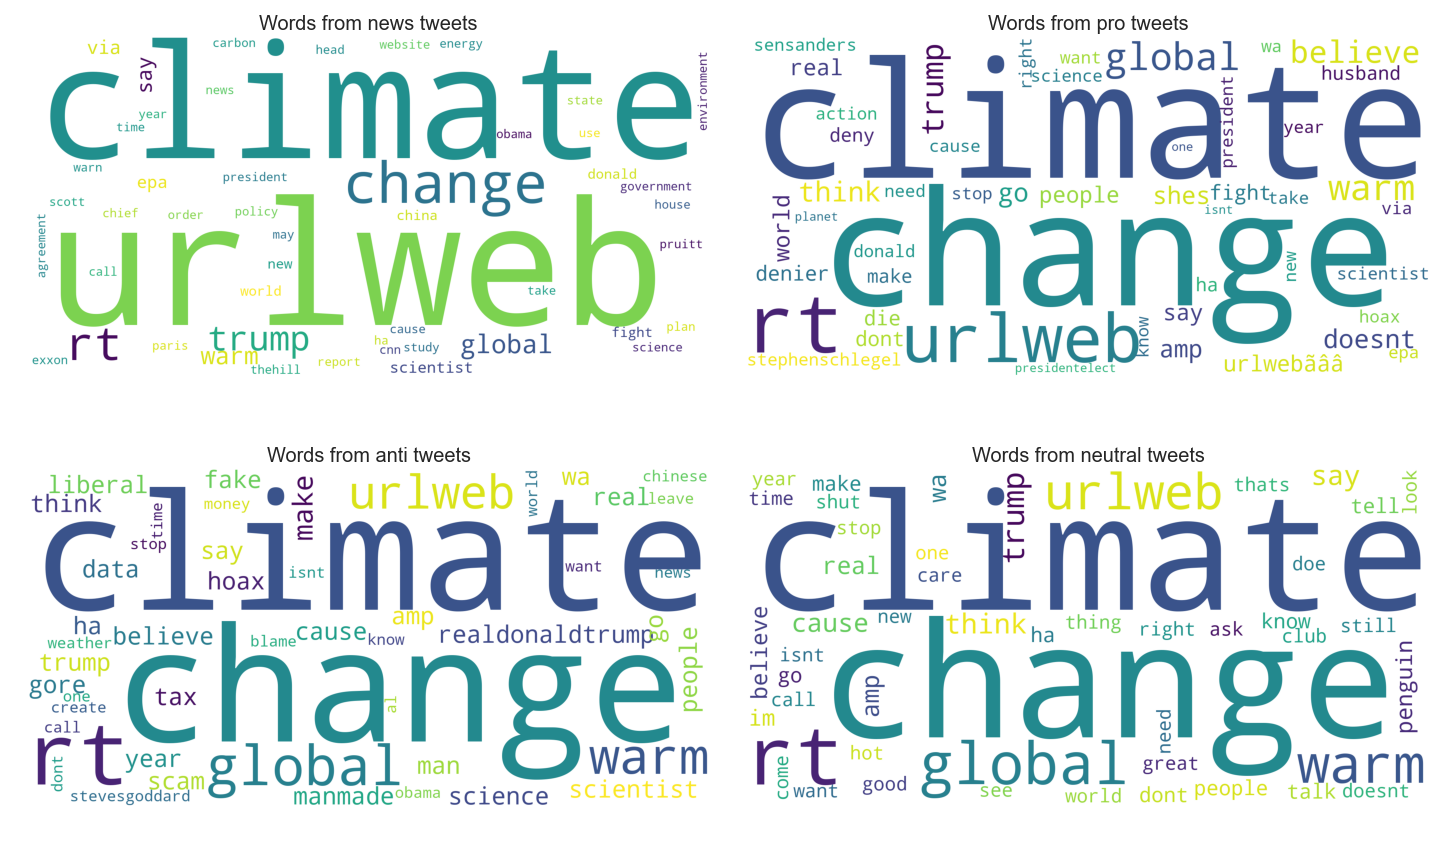 Words from news tweets
via
carbon
head
website
energy
climate
say
news
year
time
state
use
obama
environment
warn
epa
president
change
donald
government
house
scott
chief
order
policy
china
agreement
urlweb
may
new
call
world
take
pruitt
rt
trump
warm
exxon
paris
thehill
report
ha
cause
cnn
study
scientist
global
fight
science
plan
Words from pro tweets
sensanders
real
trump
right
want
science
global
wa
believe
husband
climate
action
deny
cause
one
president
year
think
need
stop
go
people
shes
fight
take
warm
via
isnt
world
planet
change
donald
make
denier
new
ha
scientist
rt
die
dont
stephenschlegel
urlweb
know
say
amp
presidentelect
hoax
doesnt
epa
urlwebãââ
Words from anti tweets
liberal
think
fake
money
make
urlweb
world
wa
real
chinese
leave
climate
time
stop
data
say
hoax
isnt
want
news
ha
weather
believe
blame
cause
know
amp
realdonaldtrump
go
people
trump
gore
one
create
call
tax
change
al
rt
dont
year
scam
stevesgoddard
global
manmade
man
obama
science
warm
scientist
Words from neutral tweets
year
time
make
shut
stop
real
wa
one
care
trump
urlweb
thats
say
tell
look
climate
doe
believe
cause
new
think
ha
thing
right
ask
know
club
still
isnt
go
call
im
amp
change
penguin
rt
come
want
hot
good
global
see
need
great
world
dont
people
talk
doesnt
warm